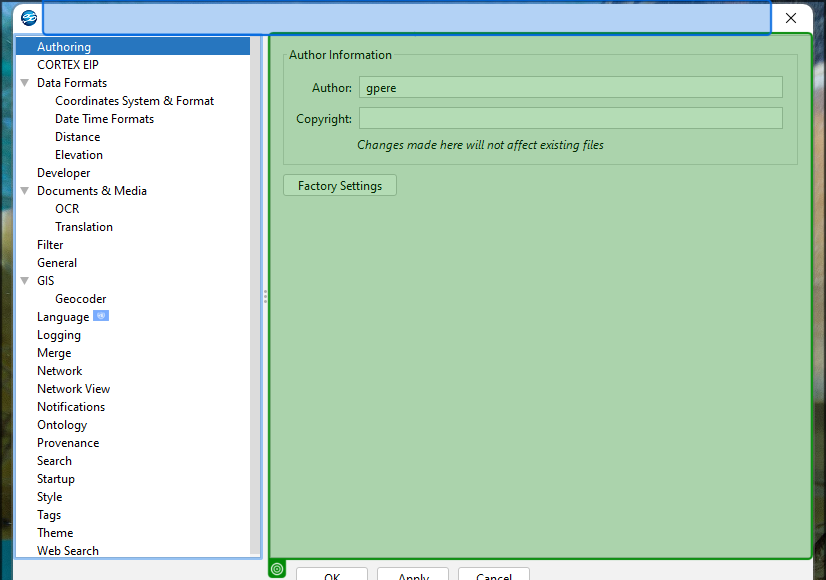 Authoring
CORTEX EIP
Data Formats
Coordinates System & Format
Date Time Formats
Distance
Elevation
Developer
Documents & Media
OCR
Translation
Filter
General
GIS
Geocoder
Language
Logging
Merge
Network
Network View
Notifications
Ontology
Provenance
Search
Startup
Style
Tags
Theme
Web Search
Author Information
Author: gpere
Copyright:
Changes made here will not affect existing files
Factory Settings
OK Apply Cancel